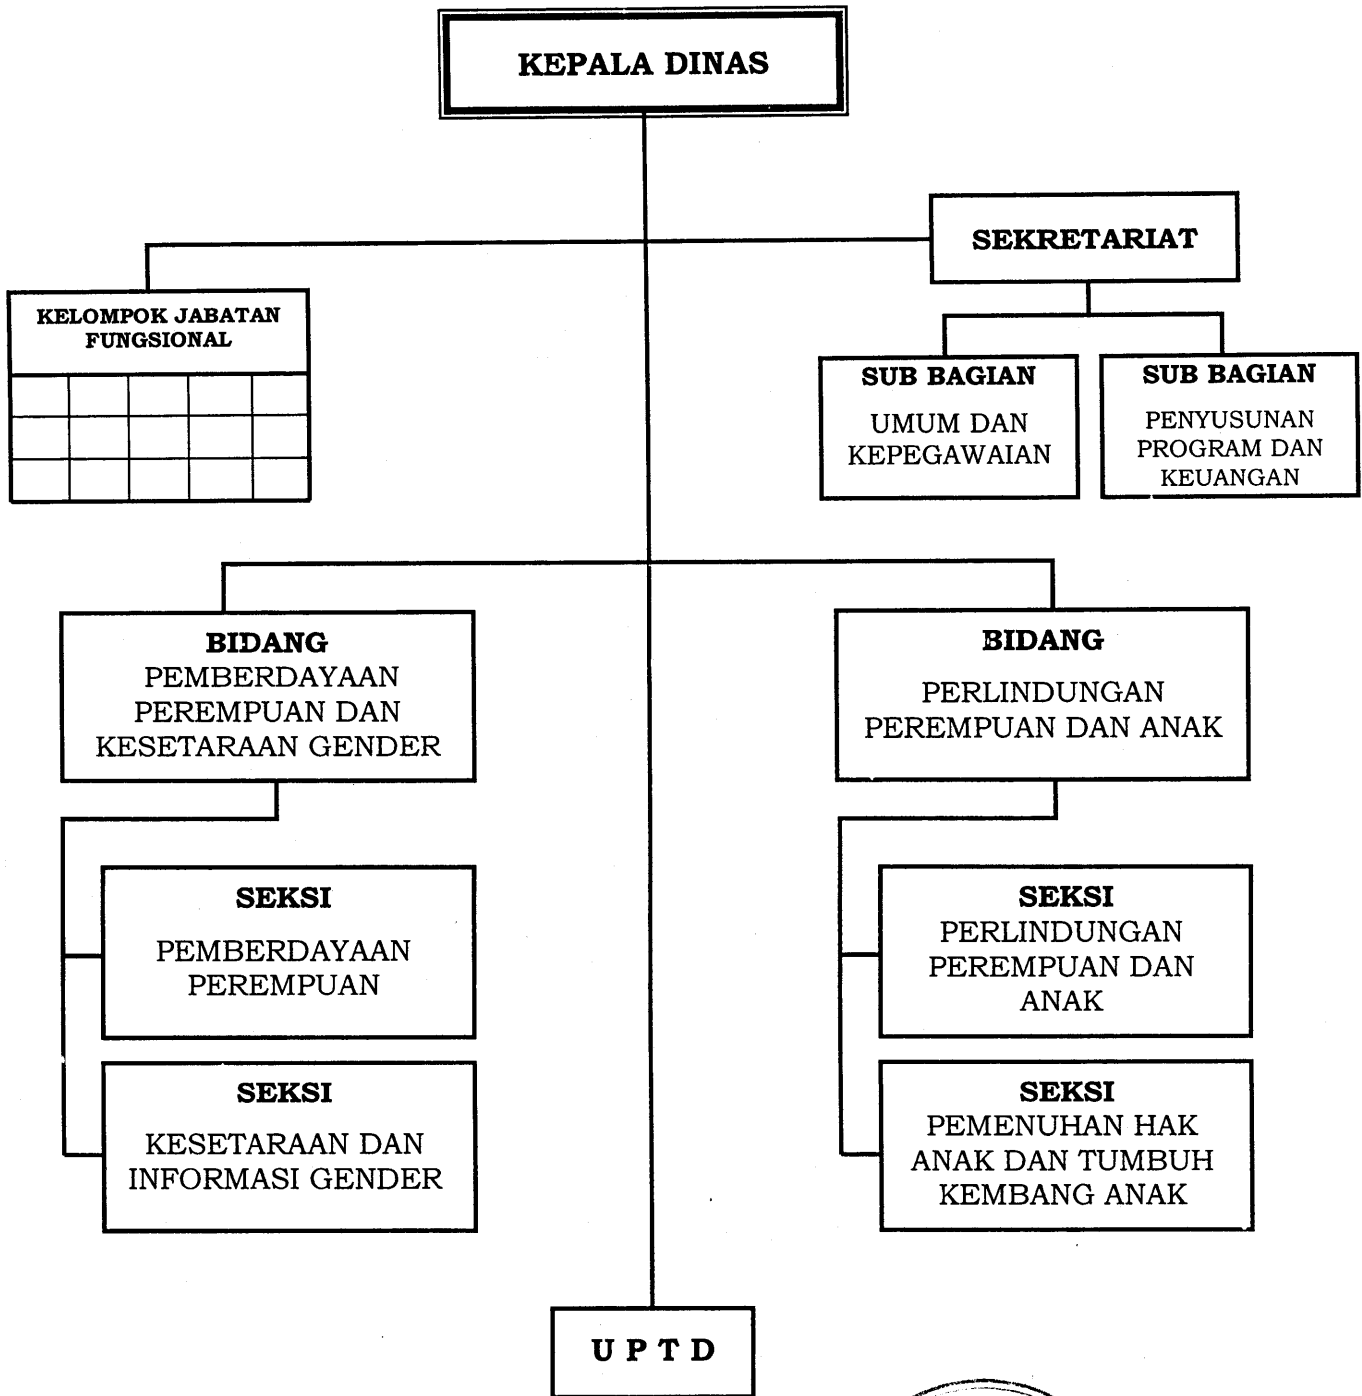 KEPALA DINAS
SEKRETARIAT
KELOMPOK JABATAN
FUNGSIONAL
SUB BAGIAN
UMUM DAN
KEPEGAWAIAN
SUB BAGIAN
PENYUSUNAN
PROGRAM DAN
KEUANGAN
BIDANG
PEMBERDAYAAN
PEREMPUAN DAN
KESETARAAN GENDER
BIDANG
PERLINDUNGAN
PEREMPUAN DAN ANAK
SEKSI
PEMBERDAYAAN
PEREMPUAN
SEKSI
KESETARAAN DAN
INFORMASI GENDER
SEKSI
PERLINDUNGAN
PEREMPUAN DAN
ANAK
SEKSI
PEMENUHAN HAK
ANAK DAN TUMBUH
KEMBANG ANAK
U P T D